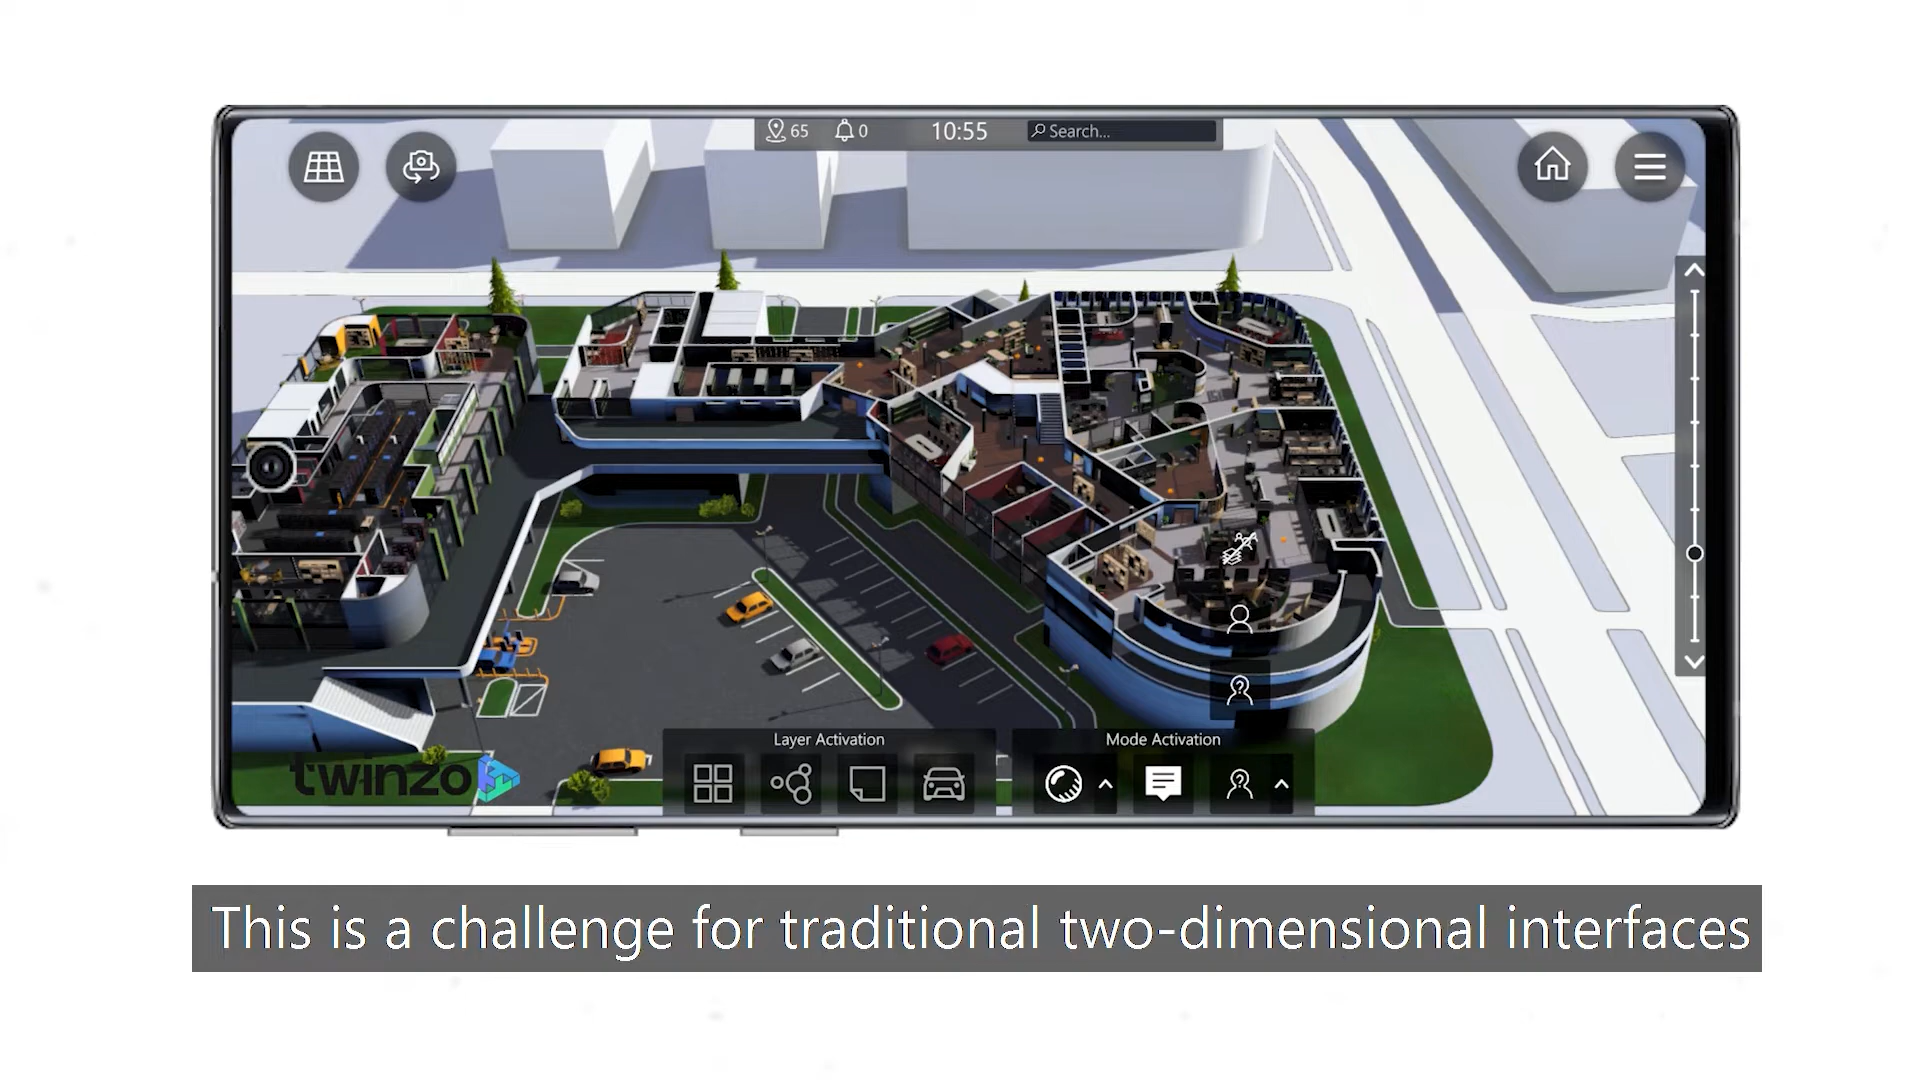 65
0
10:55
Search...
Layer Activation
Mode Activation
twinzo
This is a challenge for traditional two-dimensional interfaces